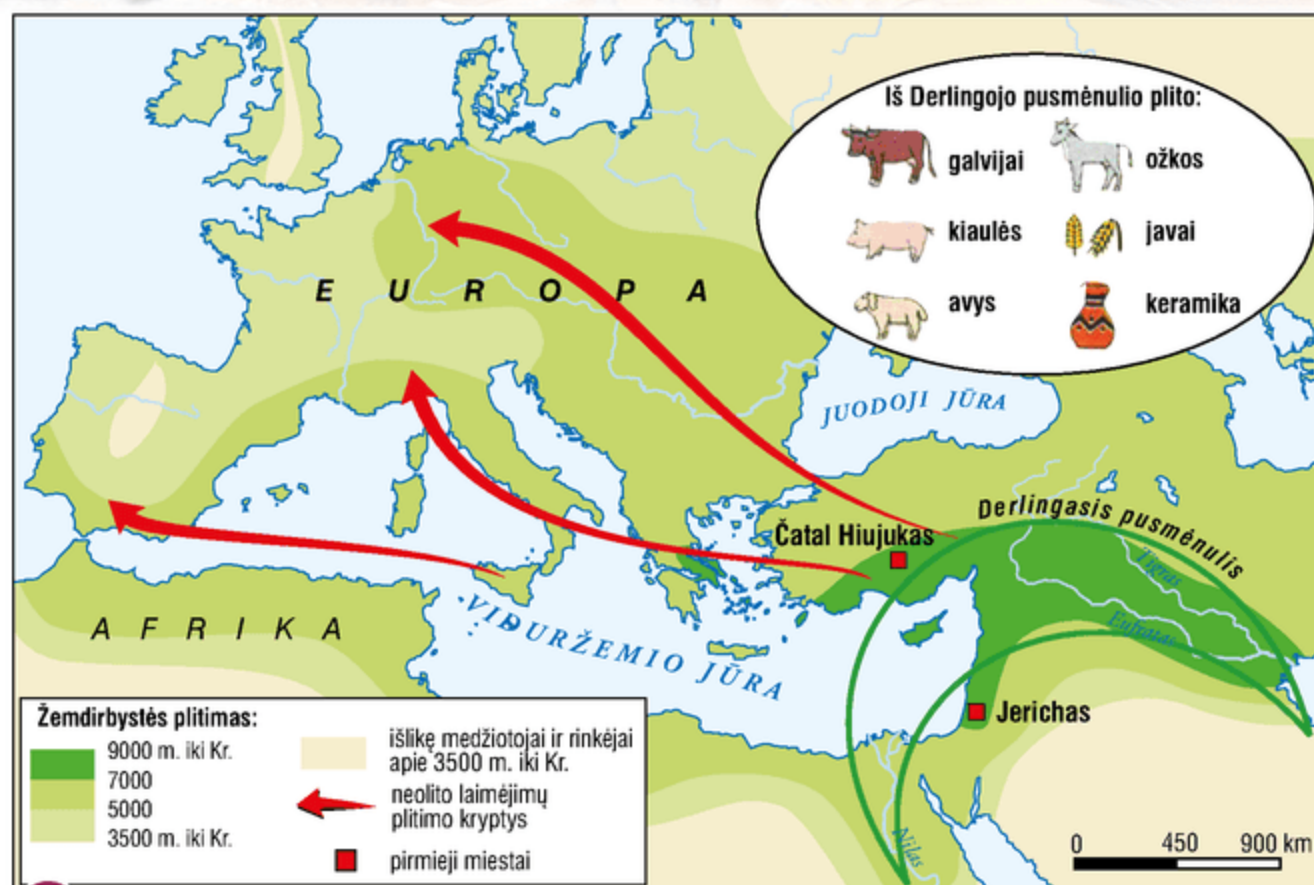 Iš Derlingojo pusmėnulio plito:
galvijai
ožkos
kiaulės
javai
avys
keramika
EUROPA
JUODOJI JŪRA
Derlingasis pusmėnulis
Čatal Hiujukas
Tigras
Eufratas
AFRIKA
VIDURŽEMIO JŪRA
Jerichas
Nilas
Žemdirbystės plitimas:
9000 m. iki Kr.
7000
5000
3500 m. iki Kr.
išlikę medžiotojai ir rinkėjai
apie 3500 m. iki Kr.
neolito laimėjimų
plitimo kryptys
pirmieji miestai
0 450 900 km